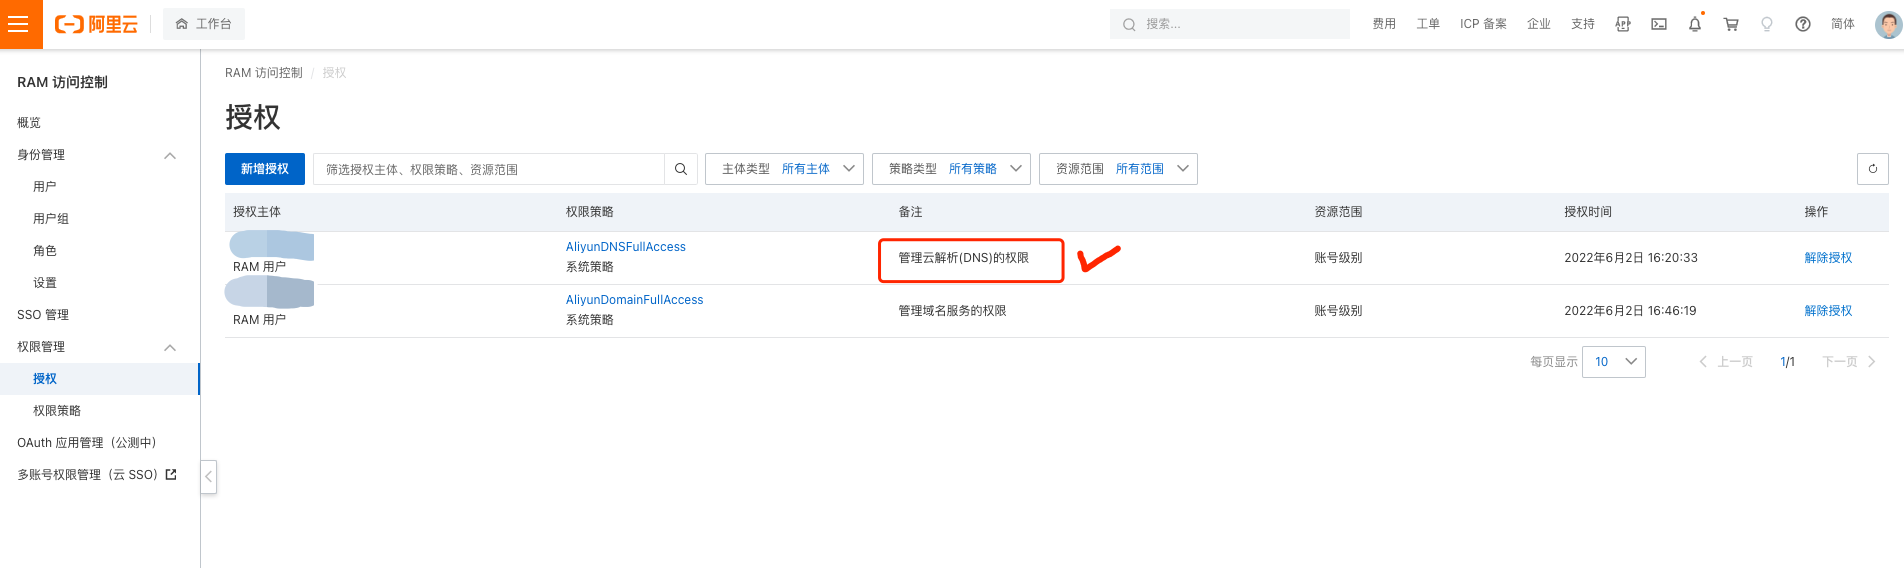 阿里云
工作台
搜索...
费用
工单
ICP 备案
企业
支持
简体
RAM 访问控制
概览
身份管理
用户
用户组
角色
设置
SSO 管理
权限管理
授权
权限策略
OAuth 应用管理（公测中）
多账号权限管理（云 SSO）
RAM 访问控制 / 授权
授权
新增授权
筛选授权主体、权限策略、资源范围
主体类型 所有主体
策略类型 所有策略
资源范围 所有范围
授权主体 权限策略 备注 资源范围 授权时间 操作
AliyunDNSFullAccess
RAM 用户 系统策略 管理云解析(DNS)的权限 账号级别 2022年6月2日 16:20:33 解除授权
AliyunDomainFullAccess
RAM 用户 系统策略 管理域名服务的权限 账号级别 2022年6月2日 16:46:19 解除授权
每页显示 10 上一页 1/1 下一页